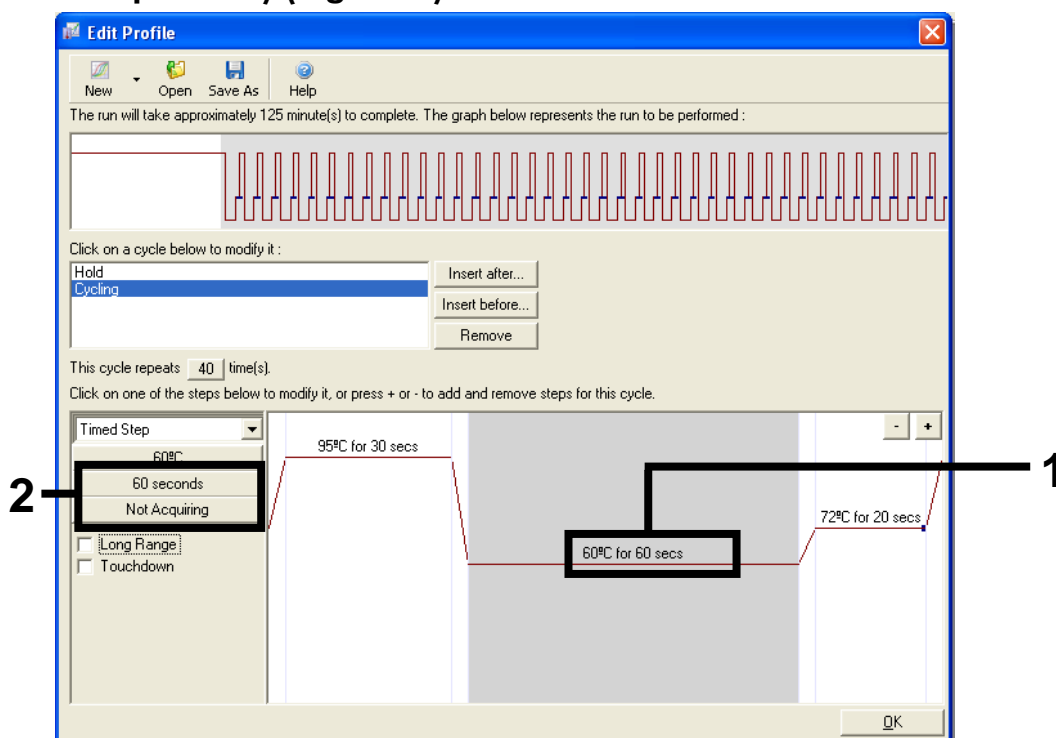 Edit Profile
New Open Save As Help
The run will take approximately 125 minute(s) to complete. The graph below represents the run to be performed :
Click on a cycle below to modify it :
Hold
Cycling
Insert after...
Insert before...
Remove
This cycle repeats 40 time(s).
Click on one of the steps below to modify it, or press + or - to add and remove steps for this cycle.
Timed Step
- +
95ºC for 30 secs
60ºC
1
2
60 seconds
Not Acquiring
72ºC for 20 secs
60ºC for 60 secs
Long Range
Touchdown
OK